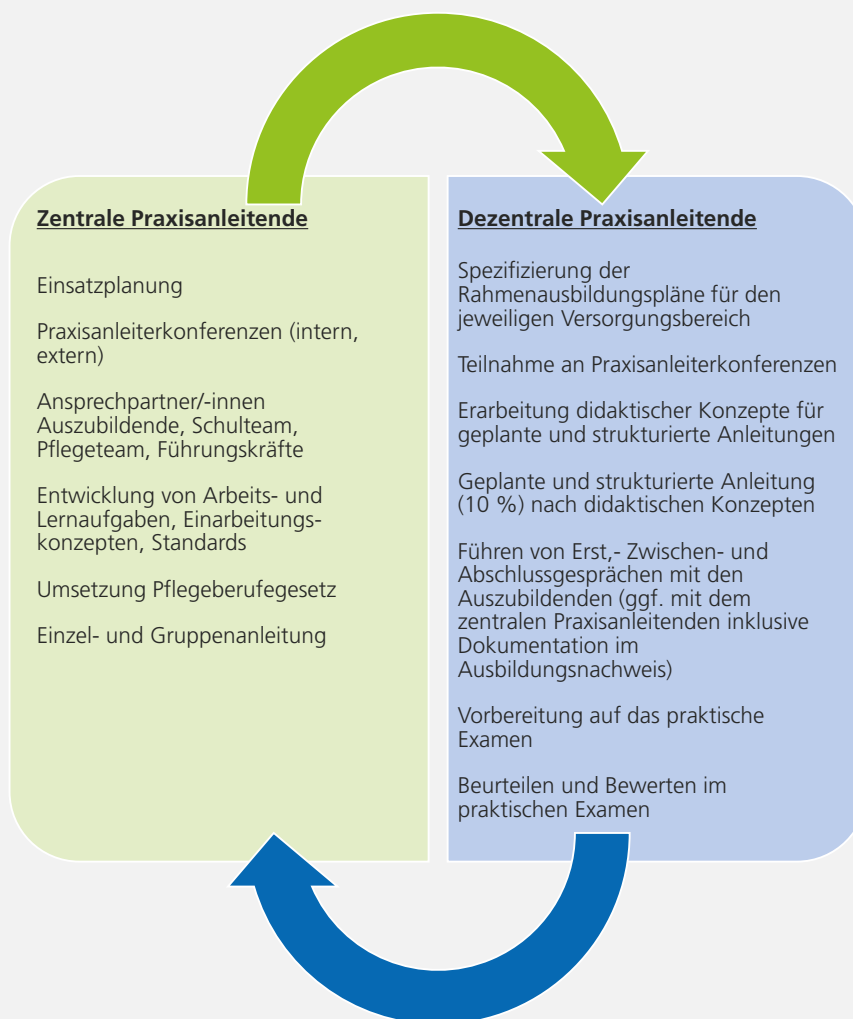 Zentrale Praxisanleitende
Einsatzplanung
Praxisanleiterkonferenzen (intern,
extern)
Ansprechpartner/-innen
Auszubildende, Schulteam,
Pflegeteam, Führungskräfte
Entwicklung von Arbeits- und
Lernaufgaben, Einarbeitungs-
konzepten, Standards
Umsetzung Pflegeberufegesetz
Einzel- und Gruppenanleitung
Dezentrale Praxisanleitende
Spezifizierung der
Rahmenausbildungspläne für den
jeweiligen Versorgungsbereich
Teilnahme an Praxisanleiterkonferenzen
Erarbeitung didaktischer Konzepte für
geplante und strukturierte Anleitungen
Geplante und strukturierte Anleitung
(10 %) nach didaktischen Konzepten
Führen von Erst,- Zwischen- und
Abschlussgesprächen mit den
Auszubildenden (ggf. mit dem
zentralen Praxisanleitenden inklusive
Dokumentation im
Ausbildungsnachweis)
Vorbereitung auf das praktische
Examen
Beurteilen und Bewerten im
praktischen Examen